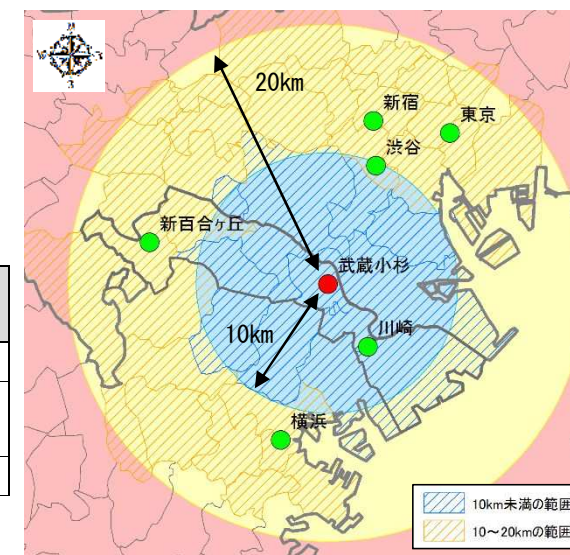 20km
新宿
東京
渋谷
新百合ヶ丘
武蔵小杉
10km
川崎
横浜
10km未満の範囲
10~20kmの範囲